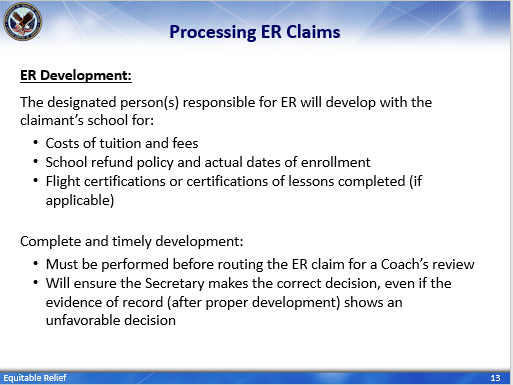 Processing ER Claims
ER Development:
The designated person(s) responsible for ER will develop with the
claimant's school for:
• Costs of tuition and fees
• School refund policy and actual dates of enrollment
• Flight certifications or certifications of lessons completed (if
applicable)
Complete and timely development:
• Must be performed before routing the ER claim for a Coach's review
• Will ensure the Secretary makes the correct decision, even if the
evidence of record (after proper development) shows an
unfavorable decision
Equitable Relief
13